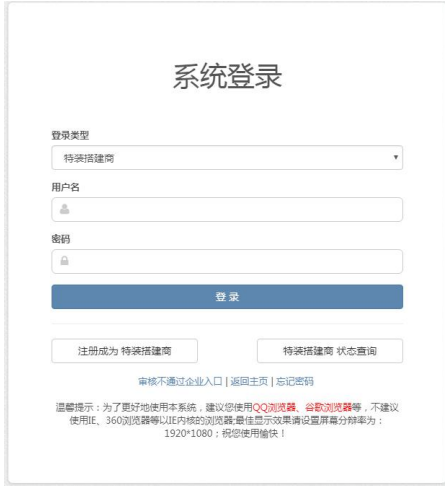 系统登录
登录类型
特装搭建商
用户名
密码
登 录
注册成为 特装搭建商
特装搭建商 状态查询
审核不通过企业入口 | 返回主页 | 忘记密码
温馨提示：为了更好地使用本系统，建议您使用QQ浏览器、谷歌浏览器等，不建议
使用IE、360浏览器等以IE内核的浏览器;最佳显示效果请设置屏幕分辩率为：
1920*1080；祝您使用愉快！